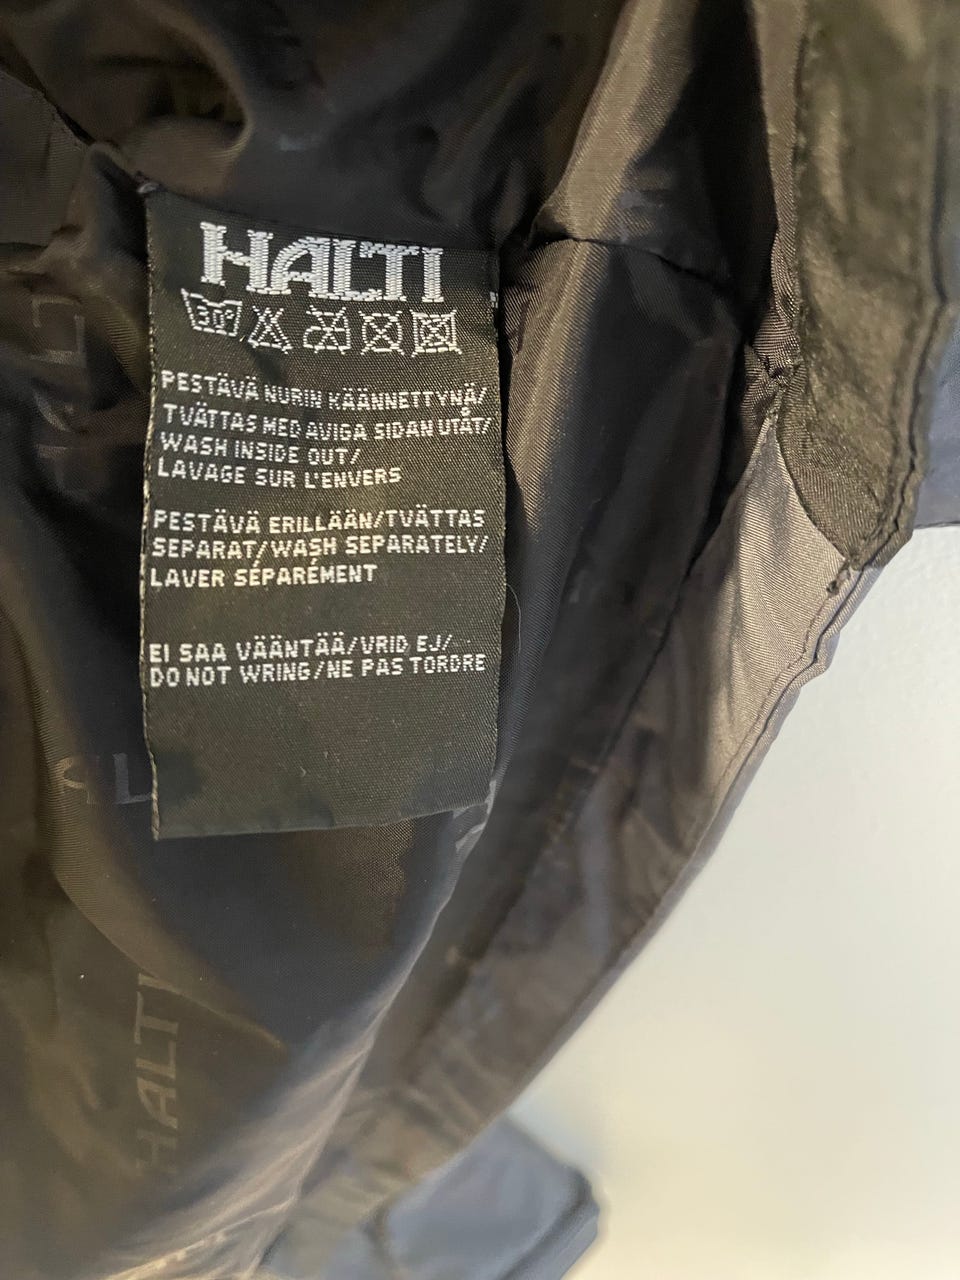 HALTI
30°
PESTÄVÄ NURIN KÄÄNNETTYNÄ/
TVÄTTAS MED AVIGA SIDAN UTÅT/
WASH INSIDE OUT/
LAVAGE SUR L'ENVERS
PESTÄVÄ ERILLÄÄN/TVÄTTAS
SEPARAT/WASH SEPARATELY/
LAVER SÉPARÉMENT
EI SAA VÄÄNTÄÄ/VRID EJ/
DO NOT WRING/NE PAS TORDRE
HALTI